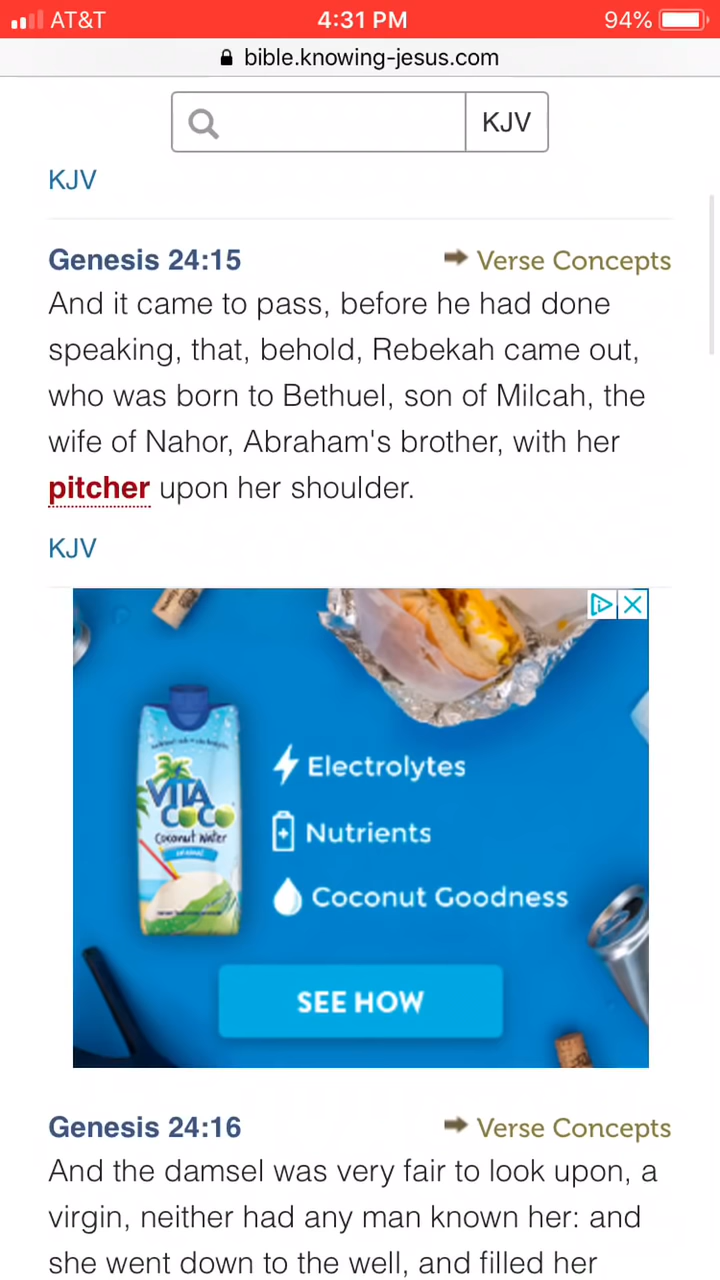 AT&T 4:31 PM 94%
bible.knowing-jesus.com
KJV
KJV
Genesis 24:15 Verse Concepts
And it came to pass, before he had done
speaking, that, behold, Rebekah came out,
who was born to Bethuel, son of Milcah, the
wife of Nahor, Abraham's brother, with her
pitcher upon her shoulder.
KJV
VITA
COCO
Coconut Water
Electrolytes
Nutrients
Coconut Goodness
SEE HOW
Genesis 24:16 Verse Concepts
And the damsel was very fair to look upon, a
virgin, neither had any man known her: and
she went down to the well, and filled her